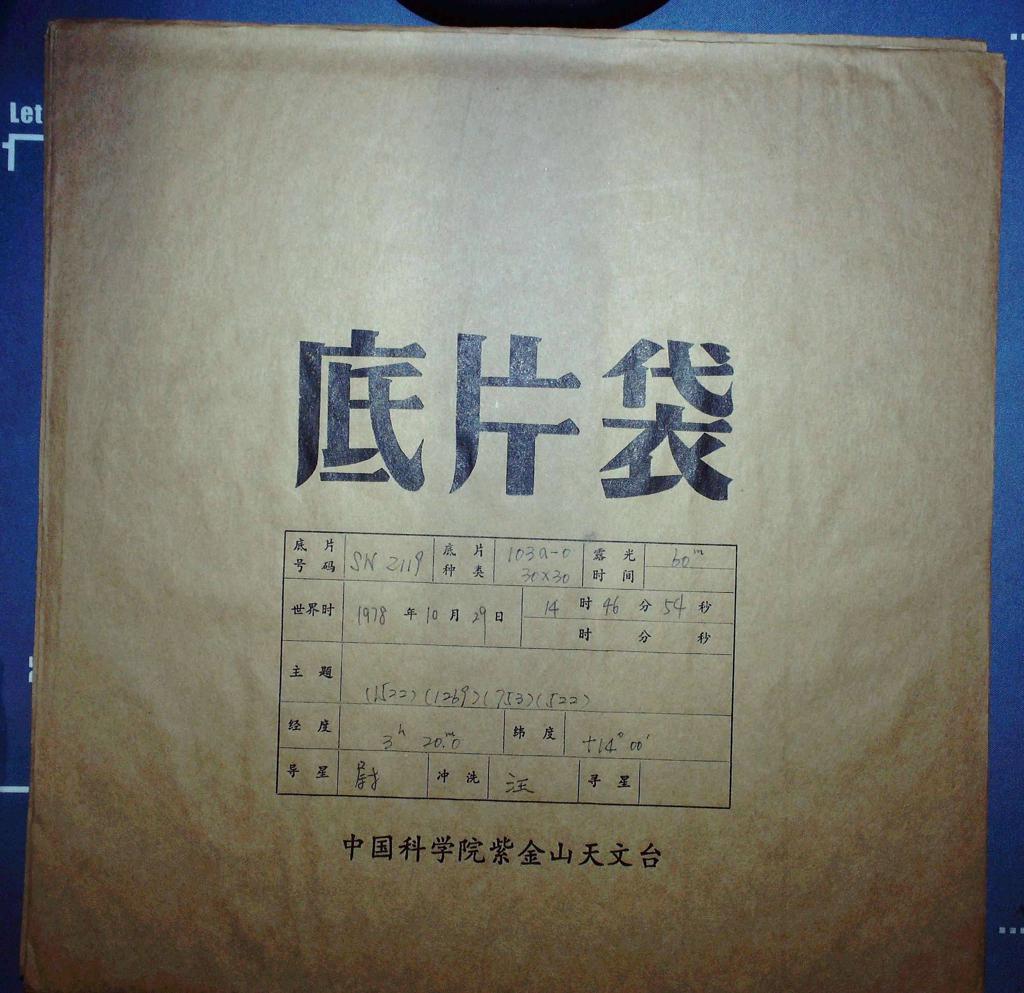 Let
底片袋
底片号码 SN 2119 底片种类 103a-O 30×30 露光时间 60ᵐ
世界时 1978 年 10 月 29 日 14 时 46 分 54 秒
时 分 秒
主题 (1522)(1269)(753)(522)
经度 3ʰ 20ᵐ.0 纬度 +14° 00′
导星 尉 冲洗 汪 寻星
中国科学院紫金山天文台